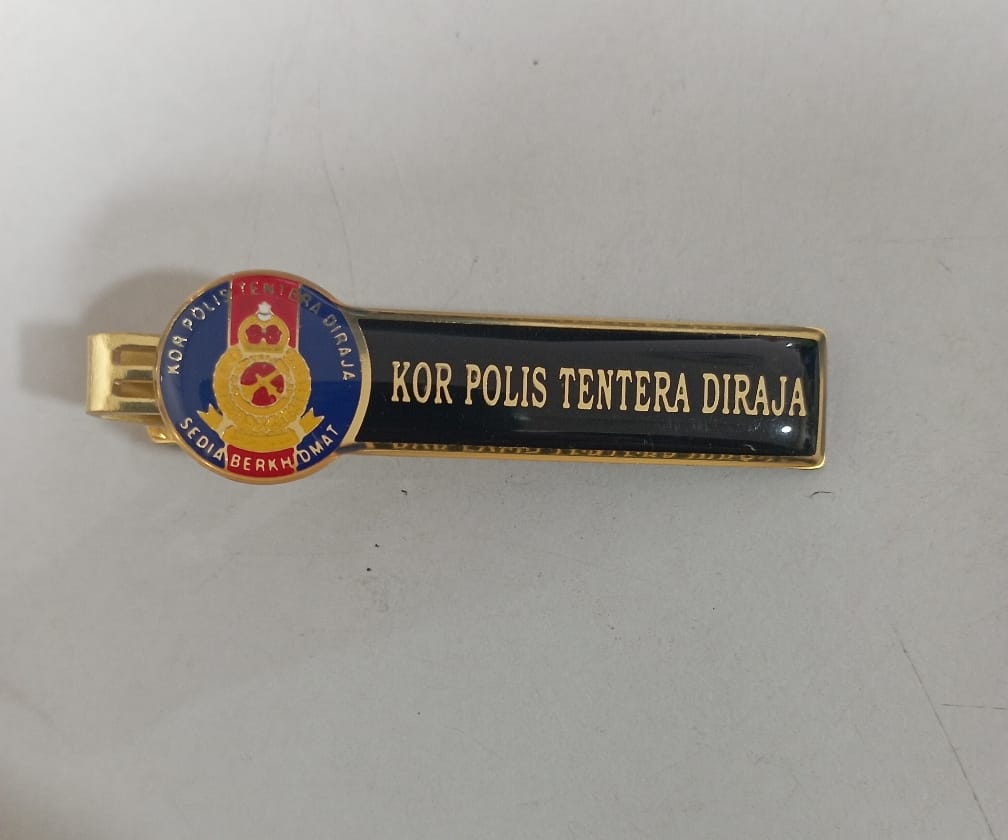 KOR POLIS TENTERA DIRAJA
SEDIA BERKHIDMAT
KOR POLIS TENTERA DIRAJA